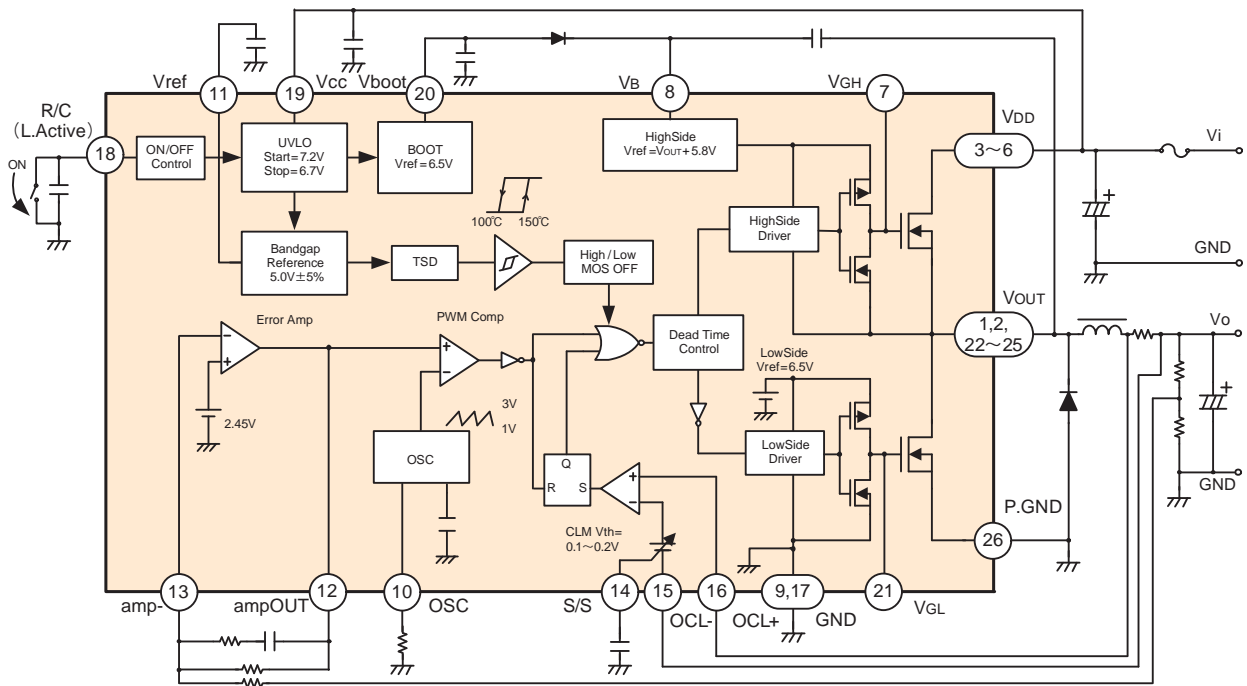 Vref
Vcc
Vboot
VB
VGH
VDD
11
19
20
8
7
3～6
R/C
(L.Active)
18
ON
ON/OFF
Control
UVLO
Start=7.2V
Stop=6.7V
BOOT
Vref=6.5V
HighSide
Vref=VOUT+5.8V
Vi
GND
100℃
150℃
Bandgap
Reference
5.0V±5%
TSD
High/Low
MOS OFF
HighSide
Driver
Error Amp
PWM Comp
Dead Time
Control
VOUT
1,2,
22～25
Vo
2.45V
3V
1V
OSC
LowSide
Vref=6.5V
LowSide
Driver
Q
R
S
CLM Vth=
0.1～0.2V
P.GND
26
GND
13
12
10
14
15
16
9,17
21
amp-
ampOUT
OSC
S/S
OCL-
OCL+
GND
VGL